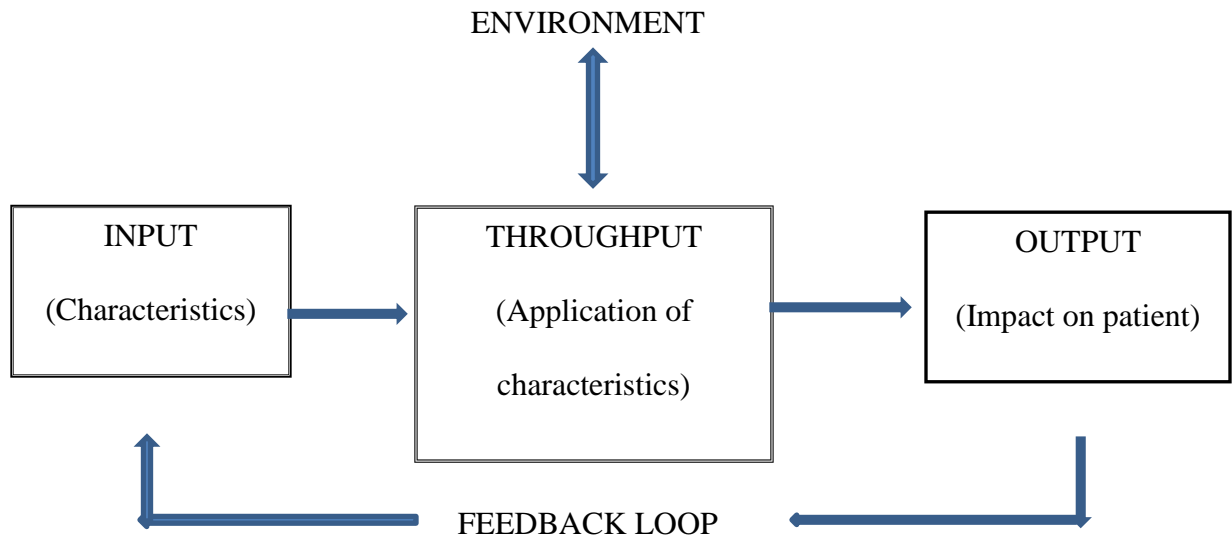 ENVIRONMENT
INPUT
(Characteristics)
THROUGHPUT
(Application of
characteristics)
OUTPUT
(Impact on patient)
FEEDBACK LOOP